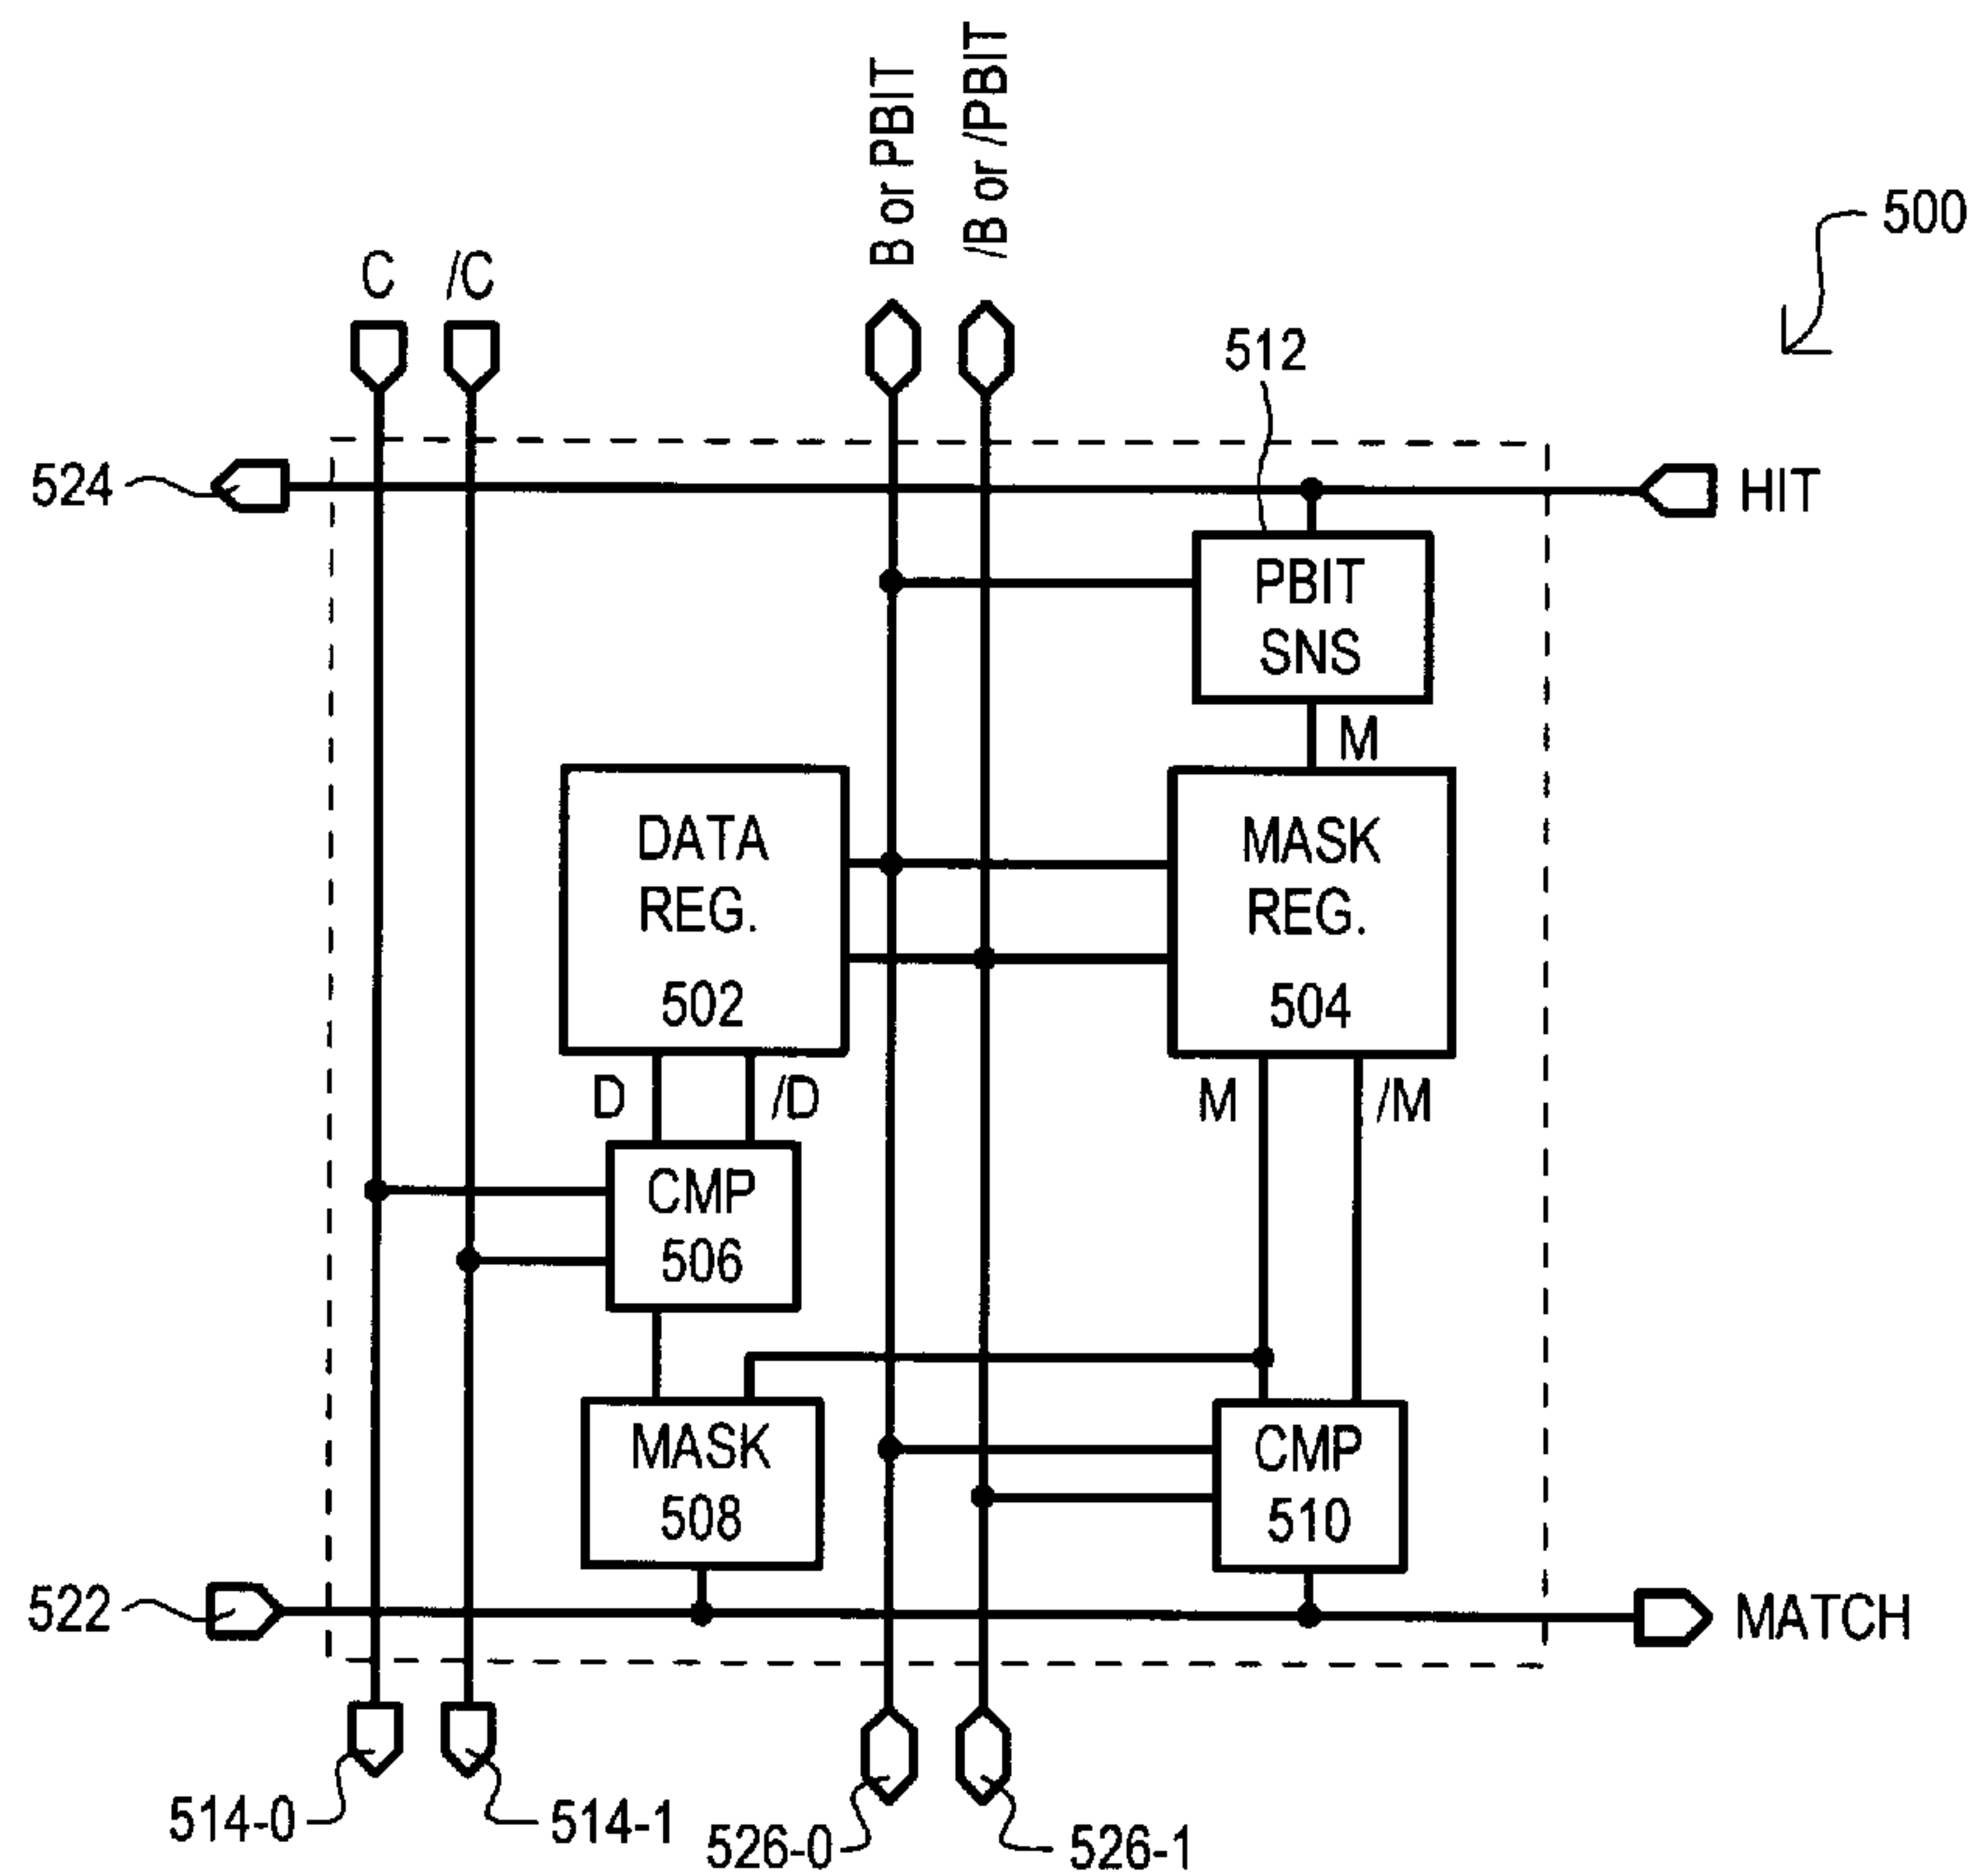 B or PBIT
/B or /PBIT
500
C
/C
512
524
HIT
PBIT
SNS
M
DATA
REG.
502
MASK
REG.
504
D
/D
M
/M
CMP
506
MASK
508
CMP
510
522
MATCH
514-0
514-1
526-0
526-1